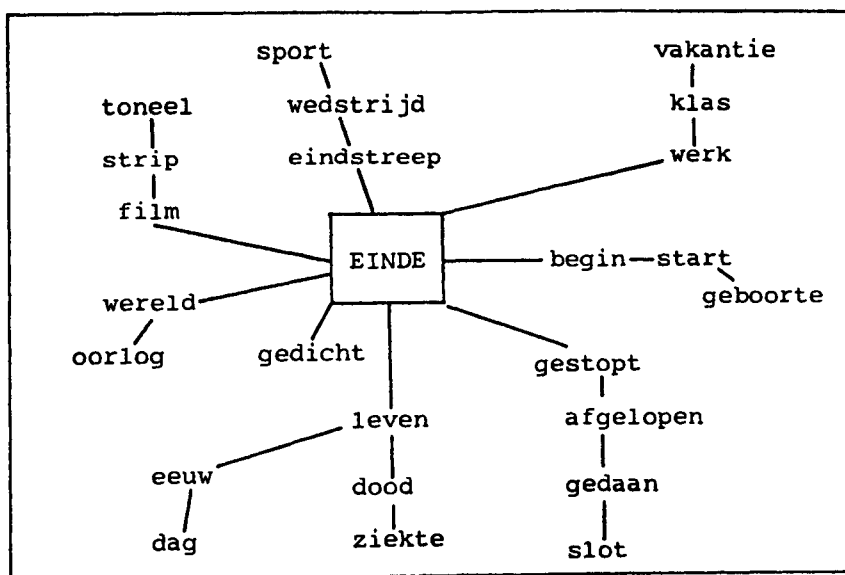 sport
vakantie
toneel
wedstrijd
klas
strip
eindstreep
werk
film
EINDE
begin
start
geboorte
wereld
oorlog
gedicht
gestopt
leven
afgelopen
eeuw
dood
gedaan
dag
ziekte
slot